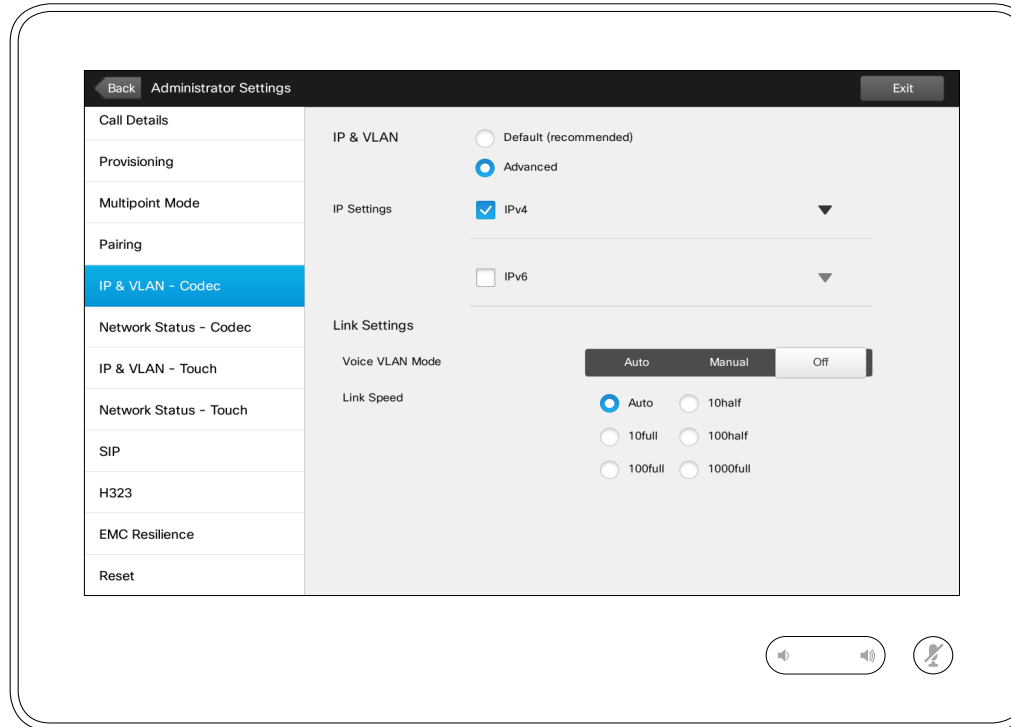 Back Administrator Settings Exit
Call Details
Provisioning
Multipoint Mode
Pairing
IP & VLAN - Codec
Network Status - Codec
IP & VLAN - Touch
Network Status - Touch
SIP
H323
EMC Resilience
Reset
IP & VLAN Default (recommended)
Advanced
IP Settings IPv4
IPv6
Link Settings
Voice VLAN Mode Auto Manual Off
Link Speed Auto 10half
10full 100half
100full 1000full